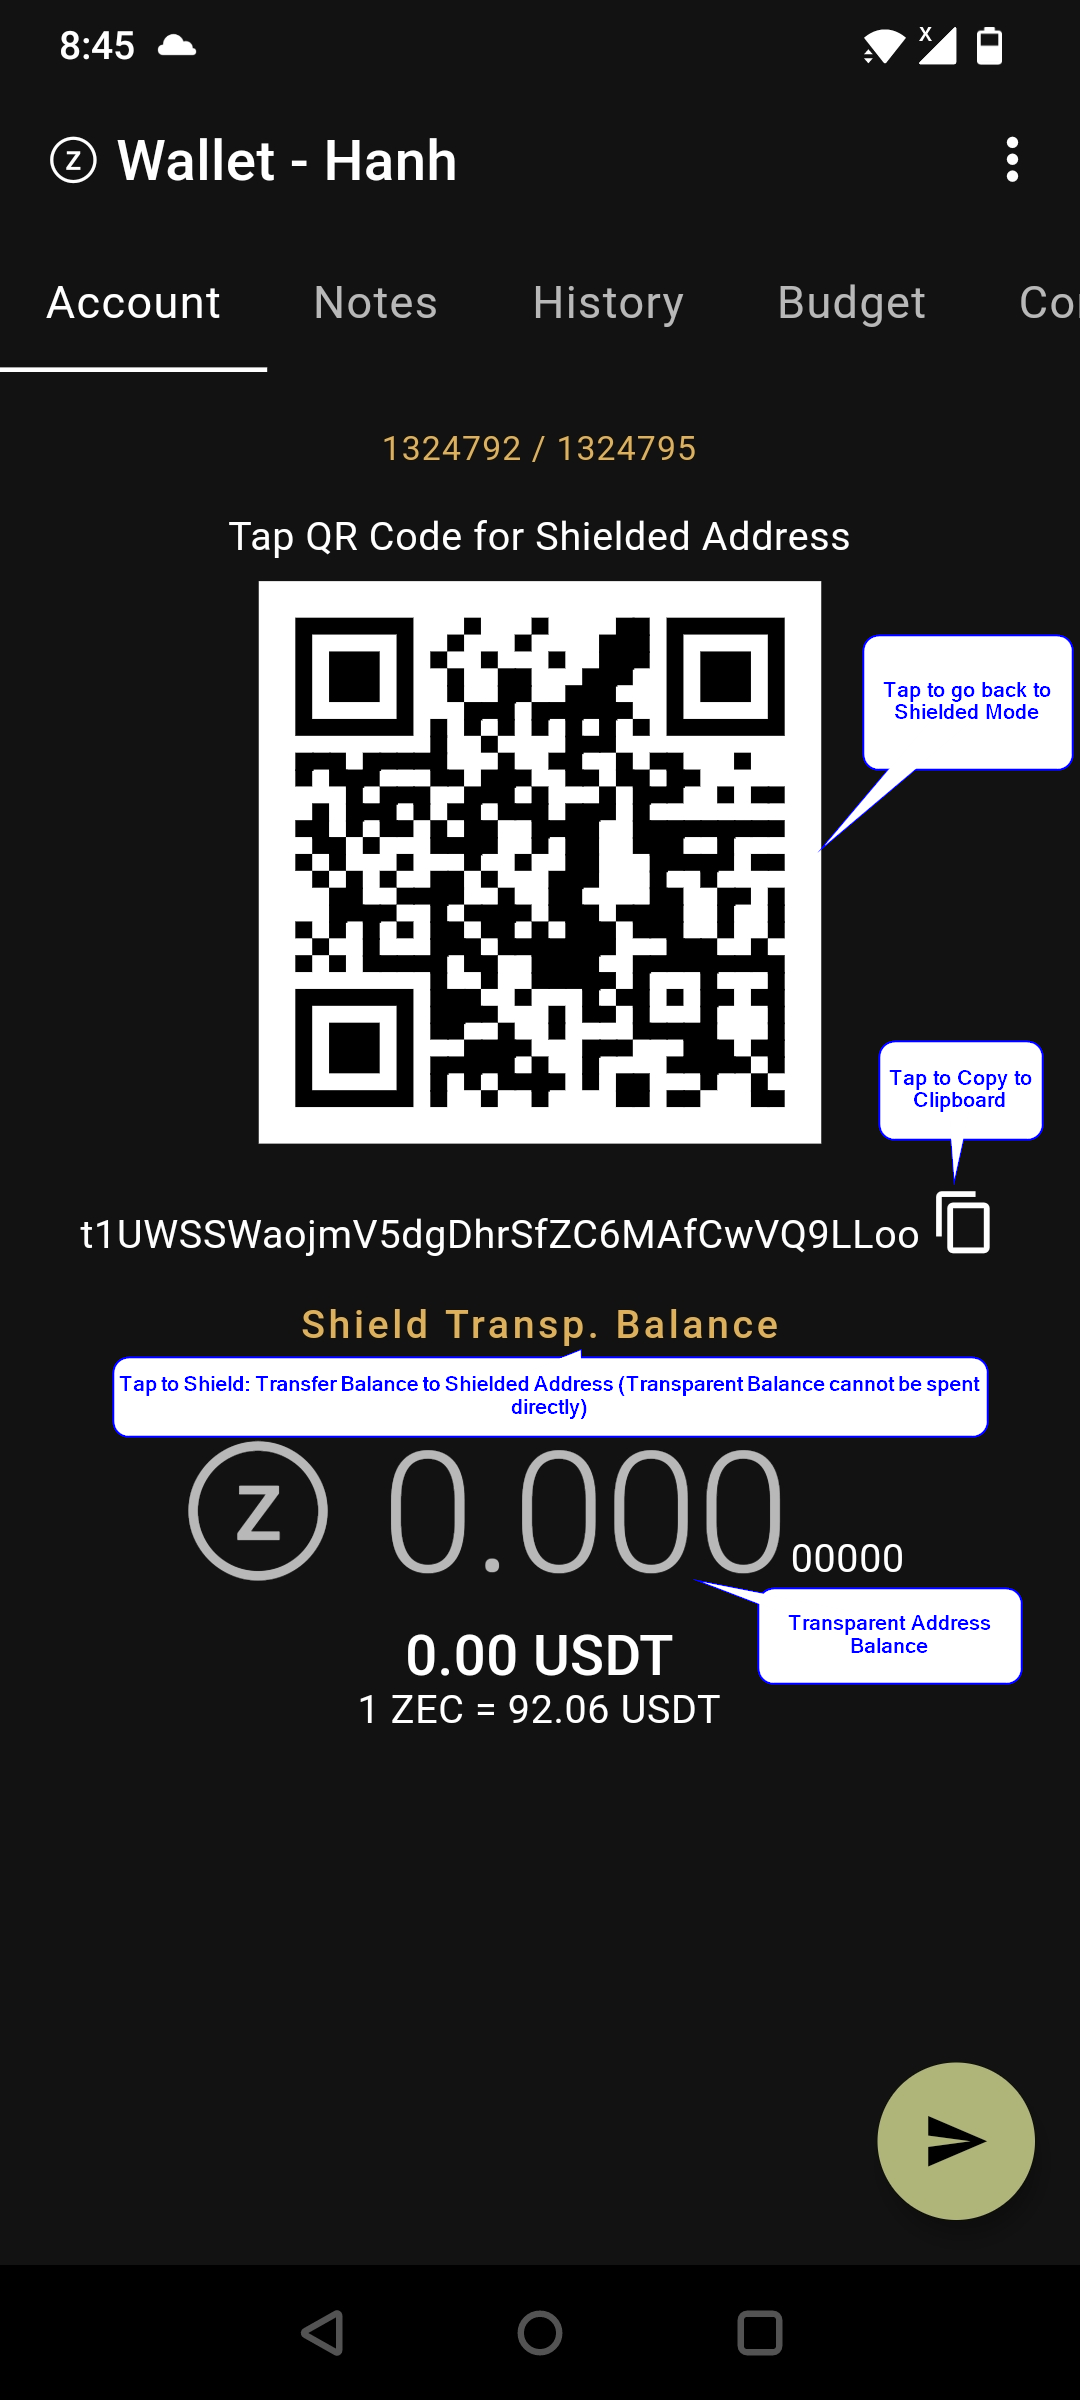 8:45
X
Z Wallet - Hanh
Account Notes History Budget Co
1324792 / 1324795
Tap QR Code for Shielded Address
Tap to go back to
Shielded Mode
Tap to Copy to
Clipboard
t1UWSSWaojmV5dgDhrSfZC6MAfCwVQ9LLoo
Shield Transp. Balance
Tap to Shield: Transfer Balance to Shielded Address (Transparent Balance cannot be spent
directly)
Z 0.00000000
Transparent Address
Balance
0.00 USDT
1 ZEC = 92.06 USDT